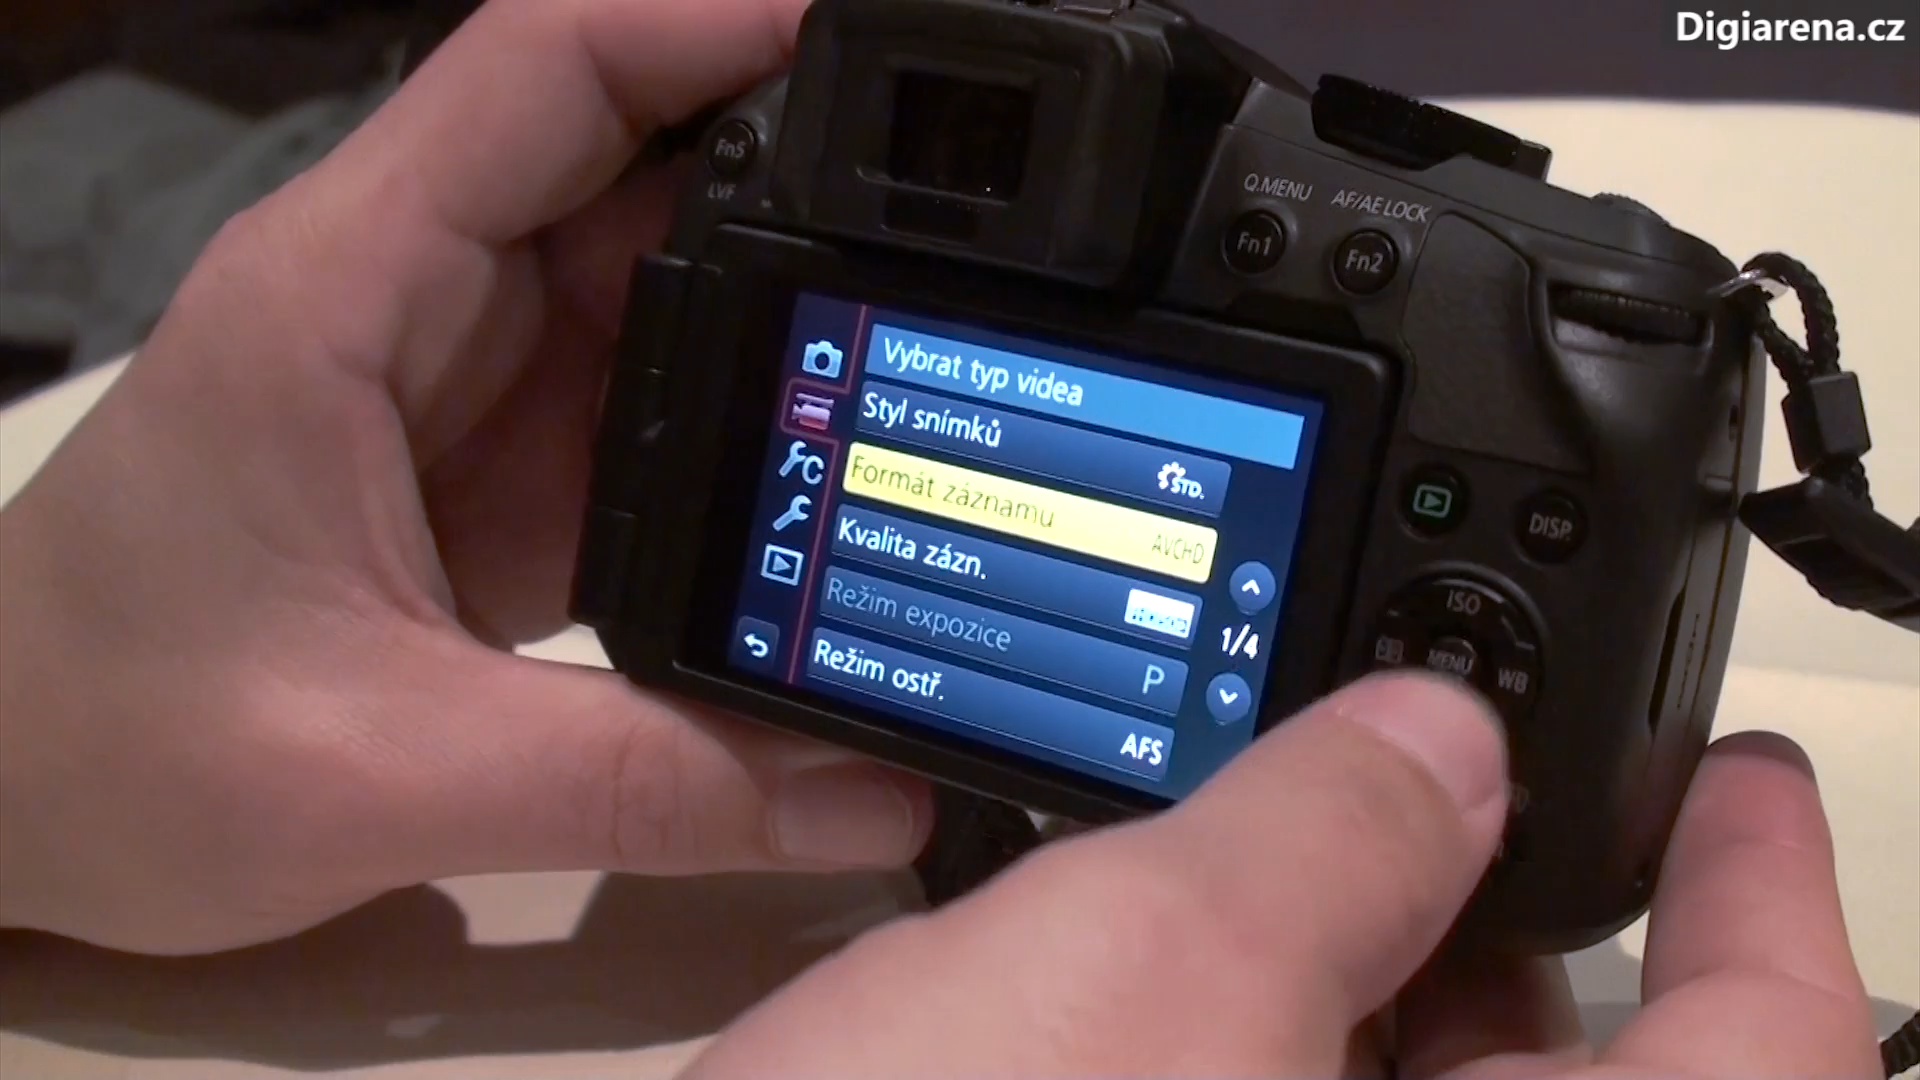 Digiarena.cz
Fn5
LVF
Q.MENU AF/AE LOCK
Fn1 Fn2
Vybrat typ videa
Styl snímků
STD.
Formát záznamu AVCHD
Kvalita zázn.
Režim expozice P
Režim ostř. AFS
1/4
DISP.
ISO
MENU
WB